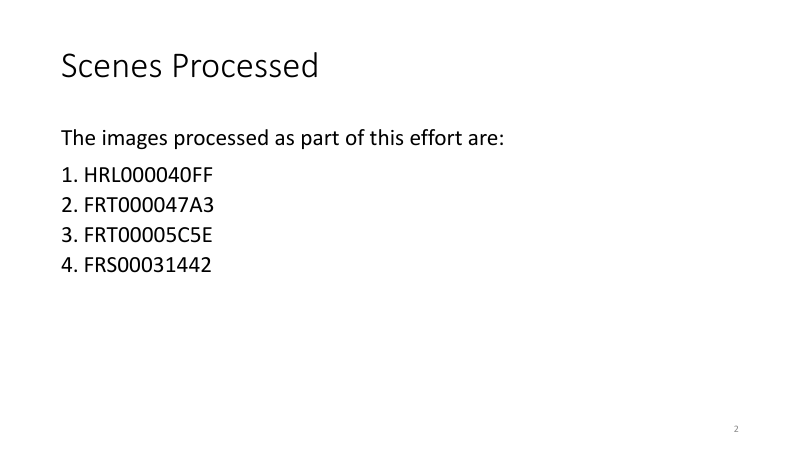 Scenes Processed
The images processed as part of this effort are:
1. HRL000040FF
2. FRT000047A3
3. FRT00005C5E
4. FRS00031442
2